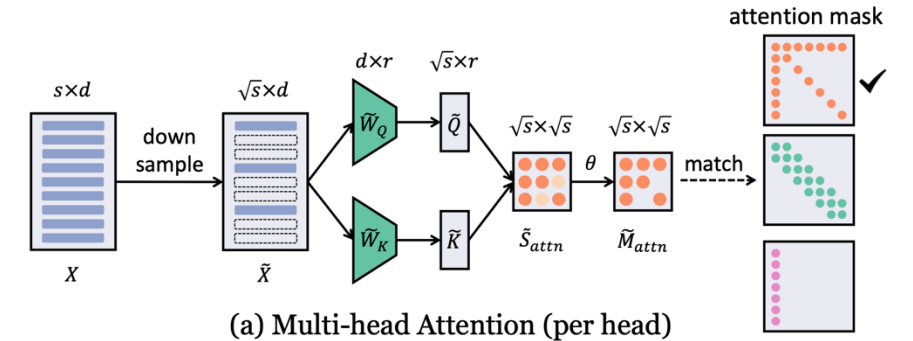 attention mask
s×d
√s×d
d×r
√s×r
down
sample
W̃_Q
Q̃
√s×√s
√s×√s
θ
match
W̃_K
K̃
S̃_attn
M̃_attn
X
X̃
(a) Multi-head Attention (per head)